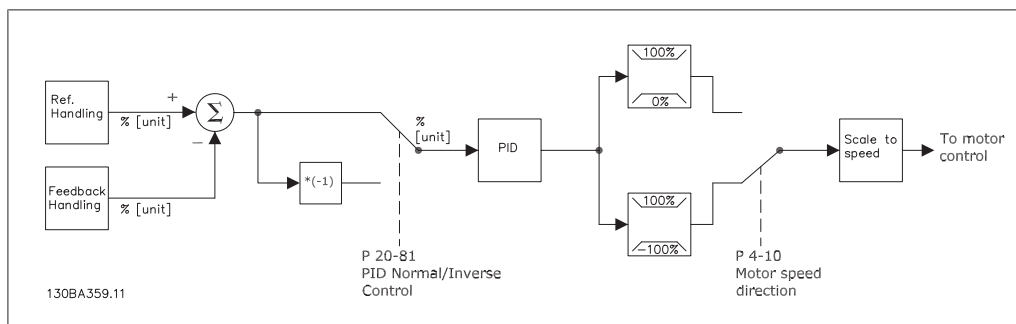 Ref.
Handling
+
% [unit]
Σ
−
Feedback
Handling
% [unit]
*(-1)
%
[unit]
P 20-81
PID Normal/Inverse
Control
PID
100%
0%
100%
−100%
P 4-10
Motor speed
direction
Scale to
speed
To motor
control
130BA359.11